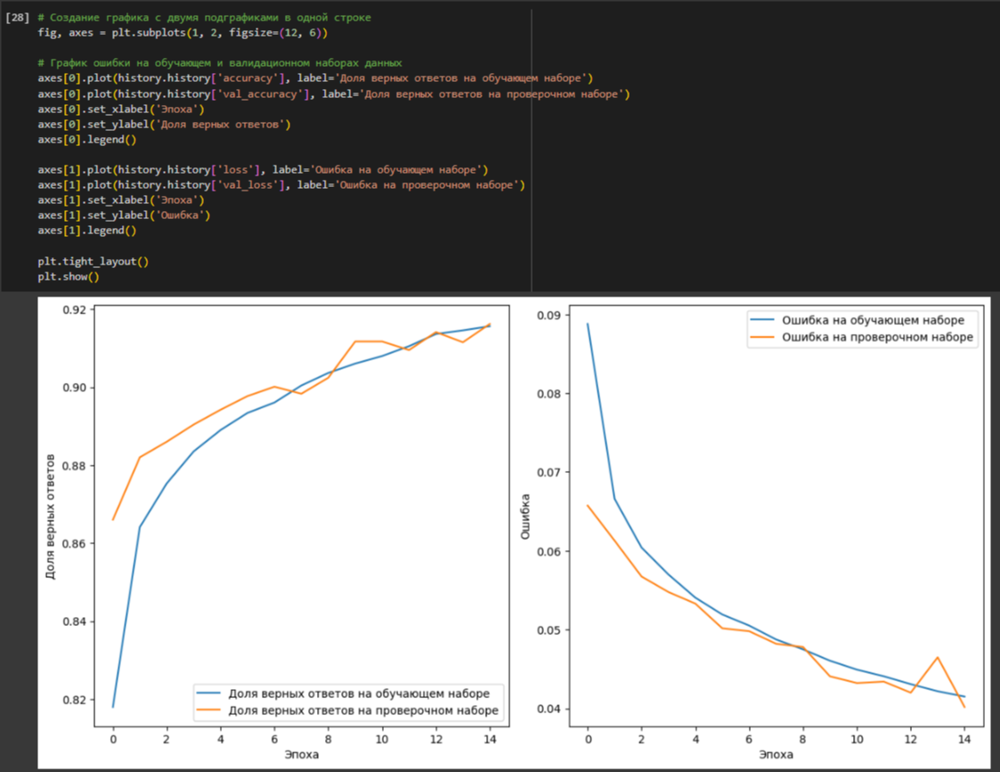 [28] # Создание графика с двумя подграфиками в одной строке
fig, axes = plt.subplots(1, 2, figsize=(12, 6))
# График ошибки на обучающем и валидационном наборах данных
axes[0].plot(history.history['accuracy'], label='Доля верных ответов на обучающем наборе')
axes[0].plot(history.history['val_accuracy'], label='Доля верных ответов на проверочном наборе')
axes[0].set_xlabel('Эпоха')
axes[0].set_ylabel('Доля верных ответов')
axes[0].legend()
axes[1].plot(history.history['loss'], label='Ошибка на обучающем наборе')
axes[1].plot(history.history['val_loss'], label='Ошибка на проверочном наборе')
axes[1].set_xlabel('Эпоха')
axes[1].set_ylabel('Ошибка')
axes[1].legend()
plt.tight_layout()
plt.show()
0.92
0.90
0.88
0.86
0.84
0.82
Доля верных ответов
Доля верных ответов на обучающем наборе
Доля верных ответов на проверочном наборе
0 2 4 6 8 10 12 14
Эпоха
0.09
0.08
0.07
0.06
0.05
0.04
Ошибка
Ошибка на обучающем наборе
Ошибка на проверочном наборе
0 2 4 6 8 10 12 14
Эпоха